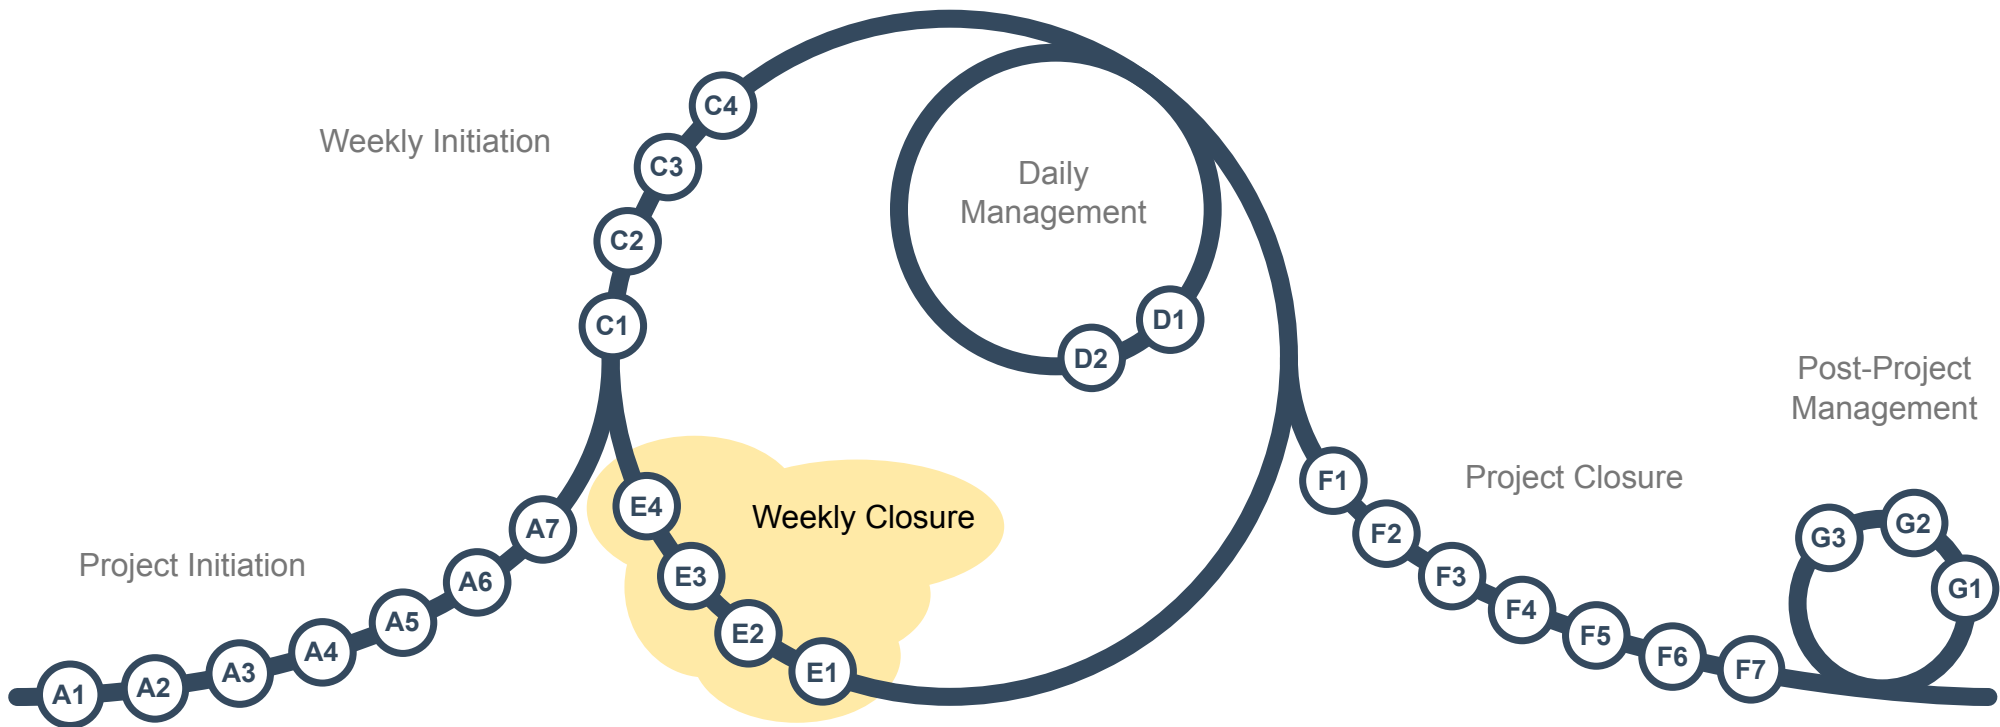 Project Initiation
A1
A2
A3
A4
A5
A6
A7
Weekly Initiation
C1
C2
C3
C4
Daily
Management
D1
D2
Weekly Closure
E1
E2
E3
E4
Project Closure
F1
F2
F3
F4
F5
F6
F7
Post-Project
Management
G1
G2
G3